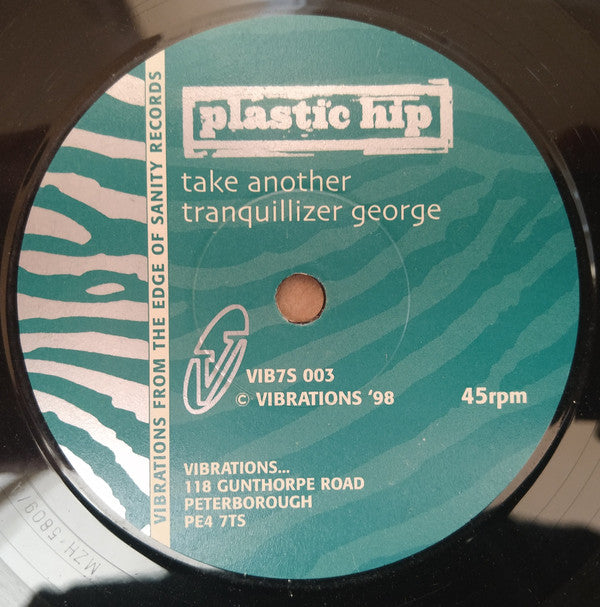 plastic hip
take another
tranquillizer george
VIBRATIONS FROM THE EDGE OF SANITY RECORDS
VIB7S 003
© VIBRATIONS '98
45rpm
VIBRATIONS...
118 GUNTHORPE ROAD
PETERBOROUGH
PE4 7TS